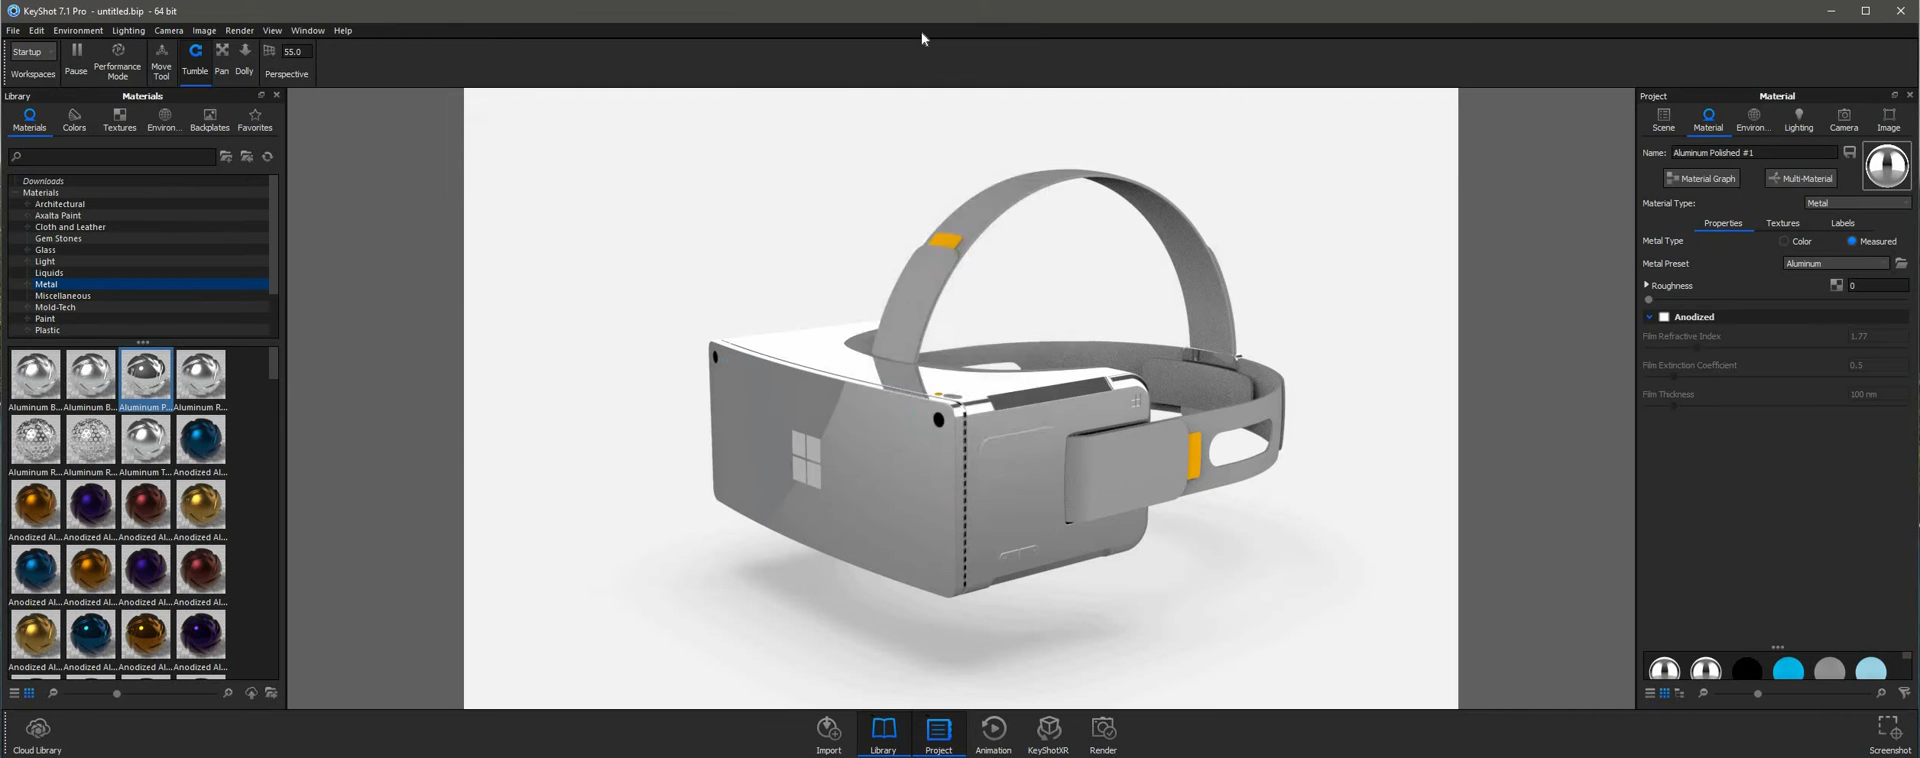 KeyShot 7.1 Pro - untitled.bip - 64 bit
File Edit Environment Lighting Camera Image Render View Window Help
Startup
55.0
Workspaces Pause Performance Mode Move Tool Tumble Pan Dolly Perspective
Library Materials
Materials Colors Textures Environ... Backplates Favorites
Downloads
Materials
Architectural
Axalta Paint
Cloth and Leather
Gem Stones
Glass
Light
Liquids
Metal
Miscellaneous
Mold-Tech
Paint
Plastic
Aluminum B... Aluminum B... Aluminum P... Aluminum R...
Aluminum R... Aluminum R... Aluminum T... Anodized Al...
Anodized Al... Anodized Al... Anodized Al... Anodized Al...
Anodized Al... Anodized Al... Anodized Al... Anodized Al...
Anodized Al... Anodized Al... Anodized Al... Anodized Al...
Project Material
Scene Material Environ... Lighting Camera Image
Name: Aluminum Polished #1
Material Graph Multi-Material
Material Type: Metal
Properties Textures Labels
Metal Type Color Measured
Metal Preset Aluminum
Roughness 0
Anodized
Film Refractive Index 1.77
Film Extinction Coefficient 0.5
Film Thickness 100 nm
Cloud Library Import Library Project Animation KeyShotXR Render Screenshot